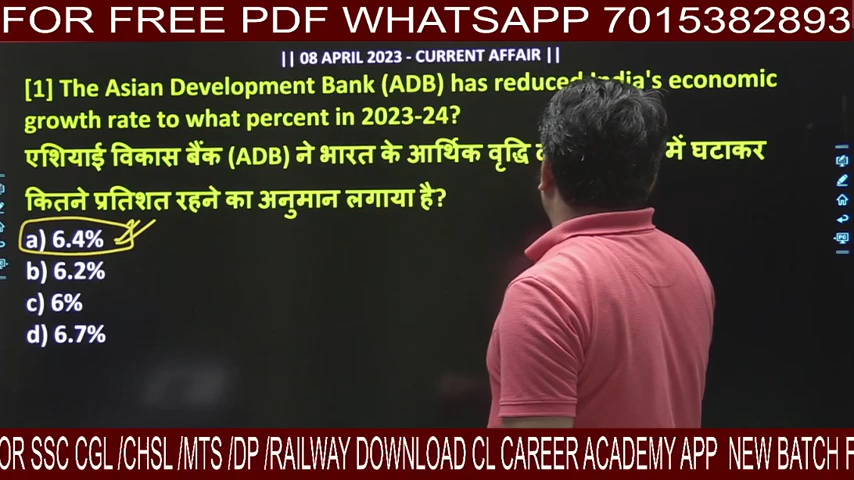 FOR FREE PDF WHATSAPP 7015382893
|| 08 APRIL 2023 - CURRENT AFFAIR ||
[1] The Asian Development Bank (ADB) has reduced India's economic
growth rate to what percent in 2023-24?
एशियाई विकास बैंक (ADB) ने भारत के आर्थिक वृद्धि में घटाकर
कितने प्रतिशत रहने का अनुमान लगाया है?
a) 6.4%
b) 6.2%
c) 6%
d) 6.7%
OR SSC CGL /CHSL /MTS /DP /RAILWAY DOWNLOAD CL CAREER ACADEMY APP NEW BATCH F